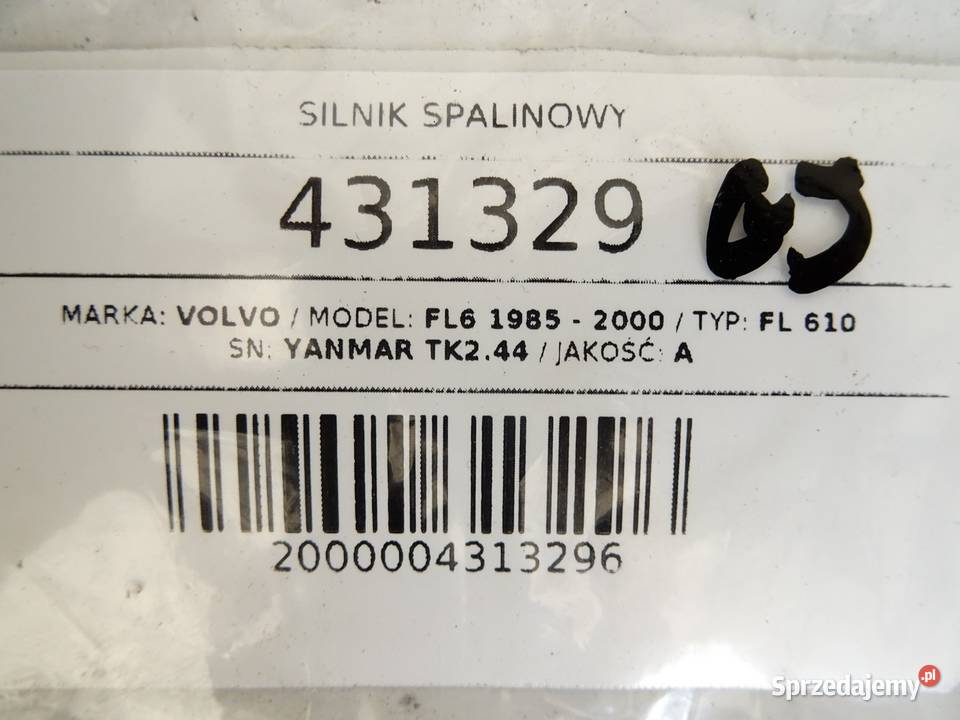 SILNIK SPALINOWY
431329
MARKA: VOLVO / MODEL: FL6 1985 - 2000 / TYP: FL 610
SN: YANMAR TK2.44 / JAKOŚĆ: A
2000004313296
Sprzedajemy.pl